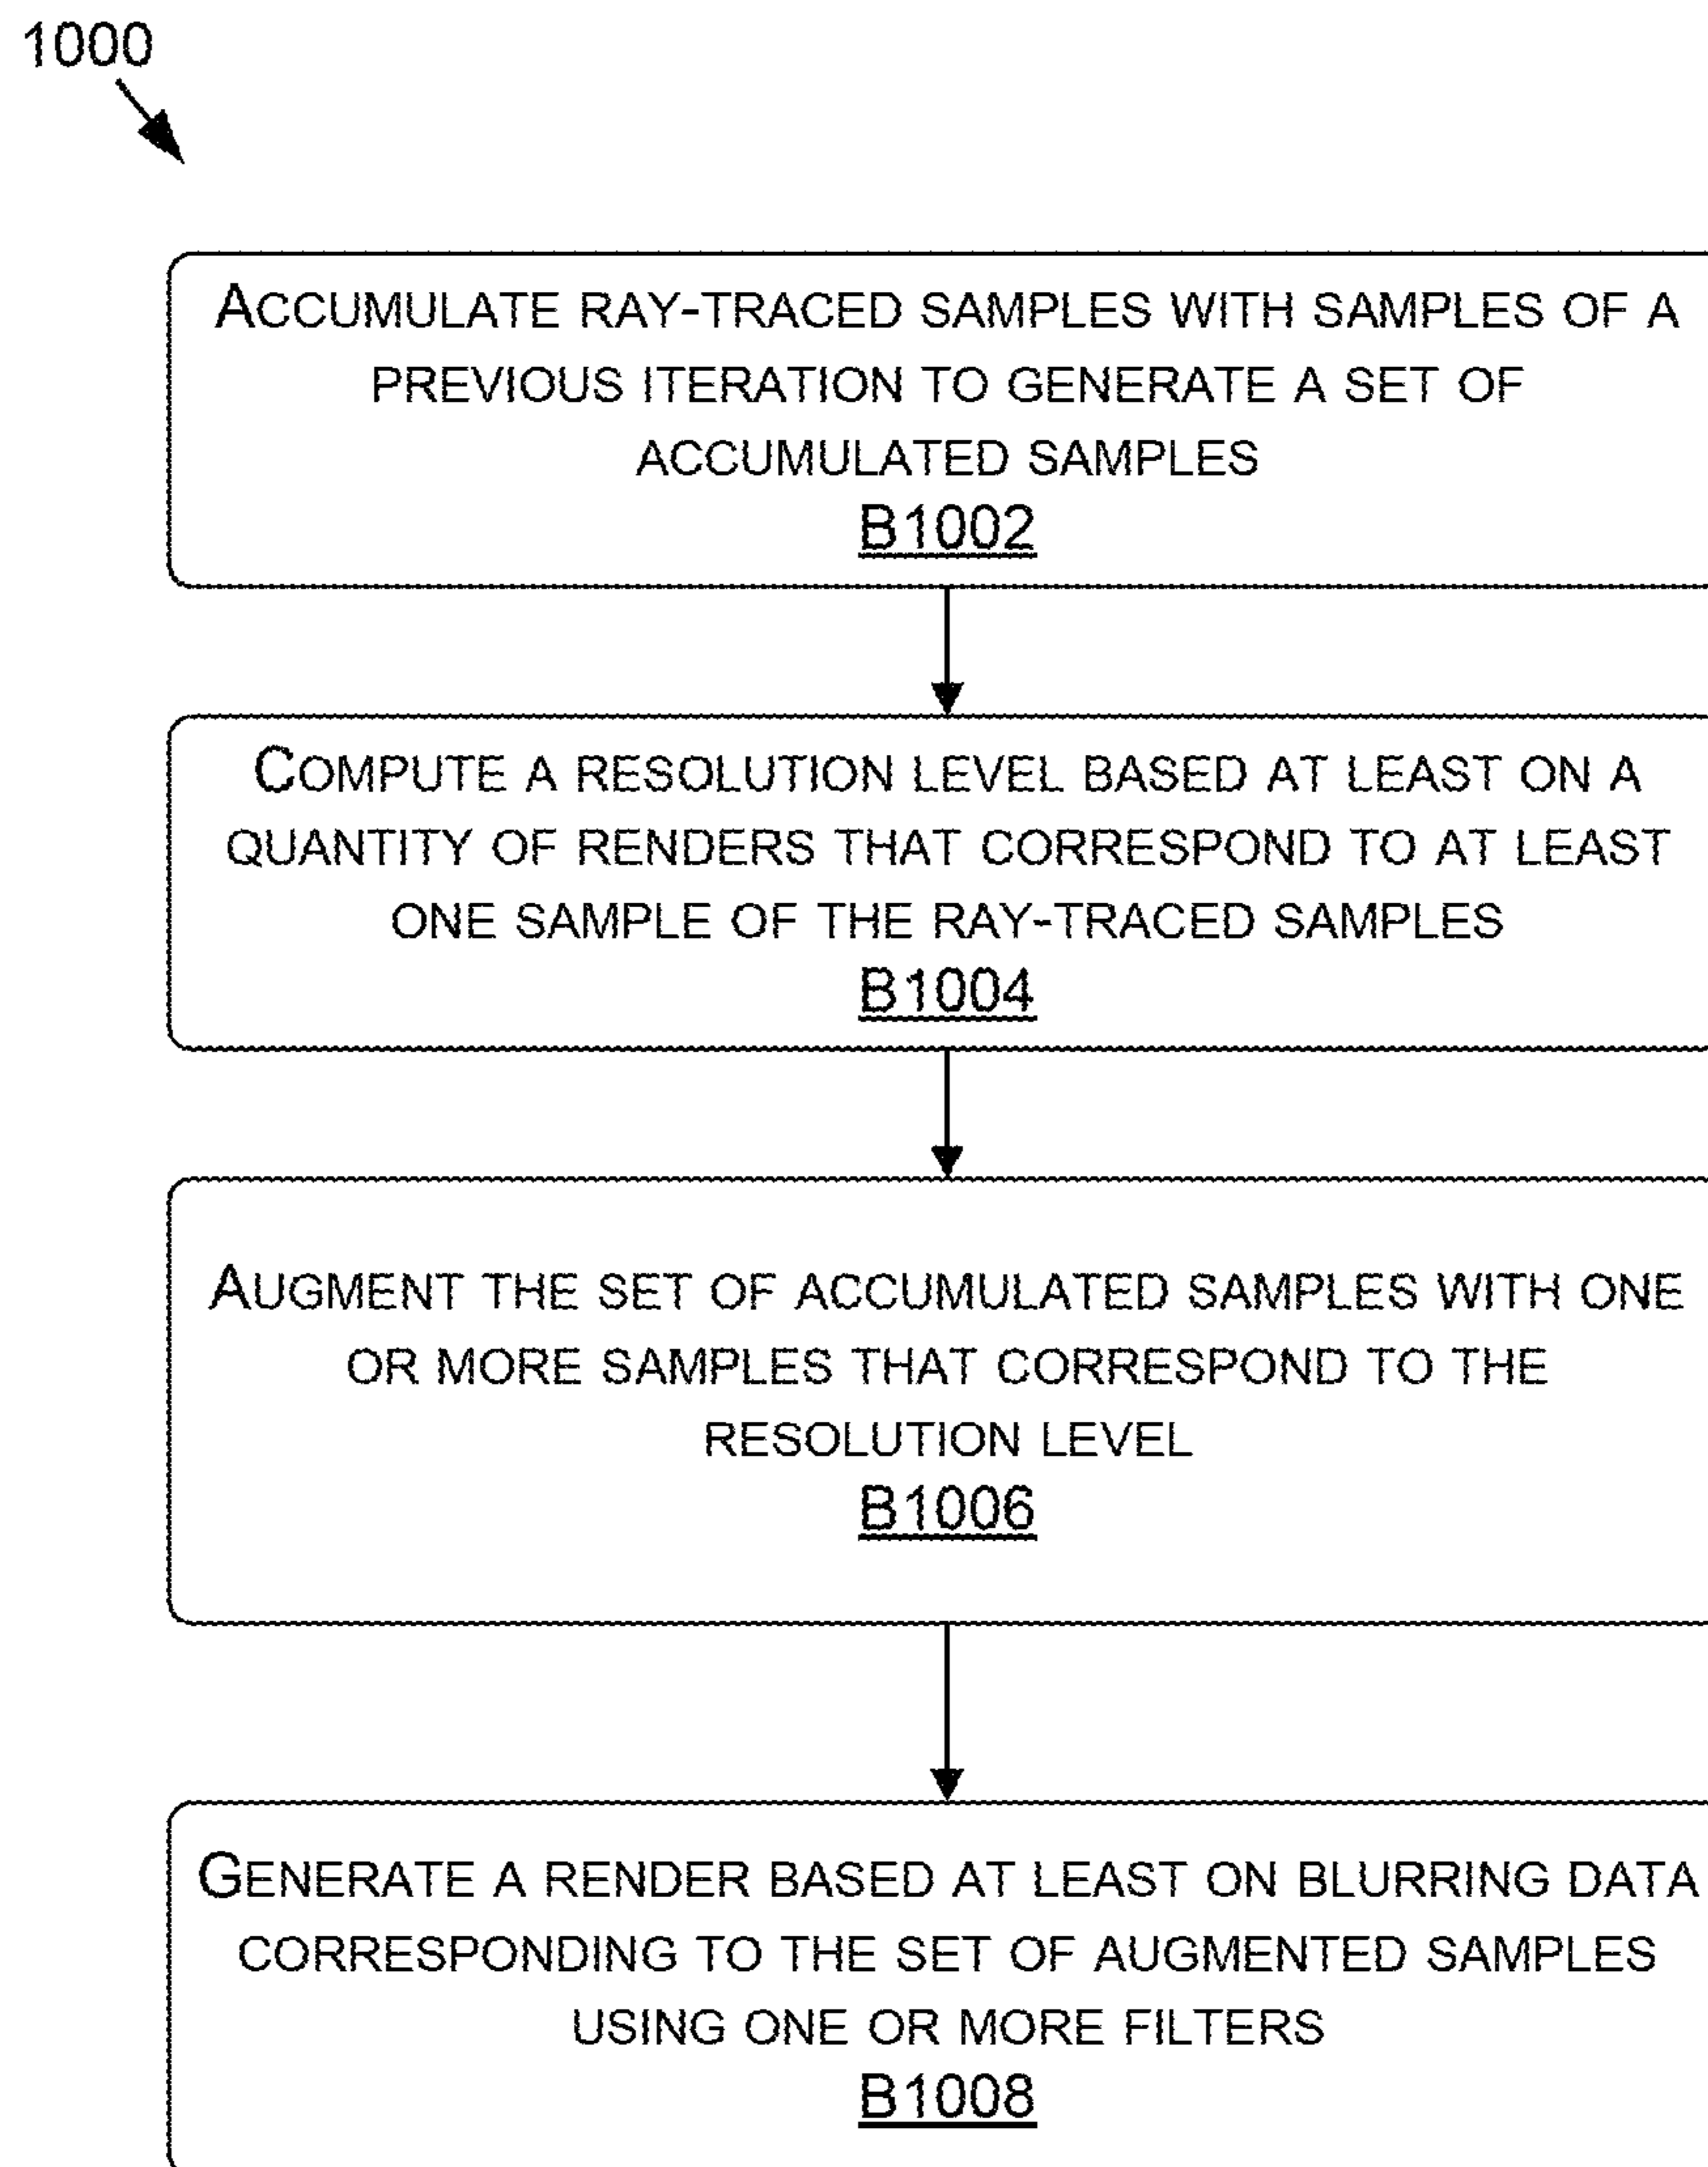 1000
ACCUMULATE RAY-TRACED SAMPLES WITH SAMPLES OF A
PREVIOUS ITERATION TO GENERATE A SET OF
ACCUMULATED SAMPLES
B1002
COMPUTE A RESOLUTION LEVEL BASED AT LEAST ON A
QUANTITY OF RENDERS THAT CORRESPOND TO AT LEAST
ONE SAMPLE OF THE RAY-TRACED SAMPLES
B1004
AUGMENT THE SET OF ACCUMULATED SAMPLES WITH ONE
OR MORE SAMPLES THAT CORRESPOND TO THE
RESOLUTION LEVEL
B1006
GENERATE A RENDER BASED AT LEAST ON BLURRING DATA
CORRESPONDING TO THE SET OF AUGMENTED SAMPLES
USING ONE OR MORE FILTERS
B1008